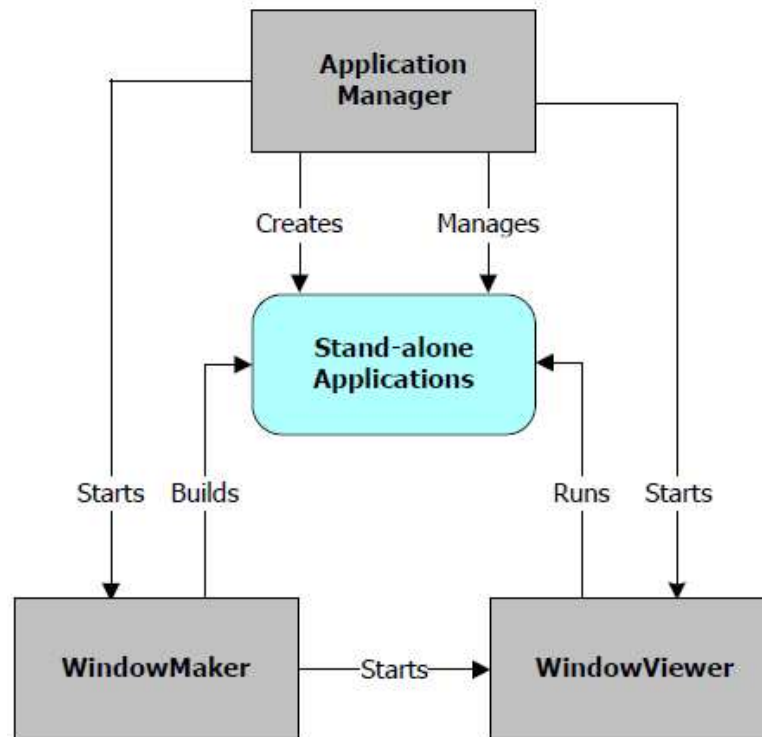 Application
Manager
Creates
Manages
Stand-alone
Applications
Starts
Builds
Runs
Starts
WindowMaker
Starts
WindowViewer